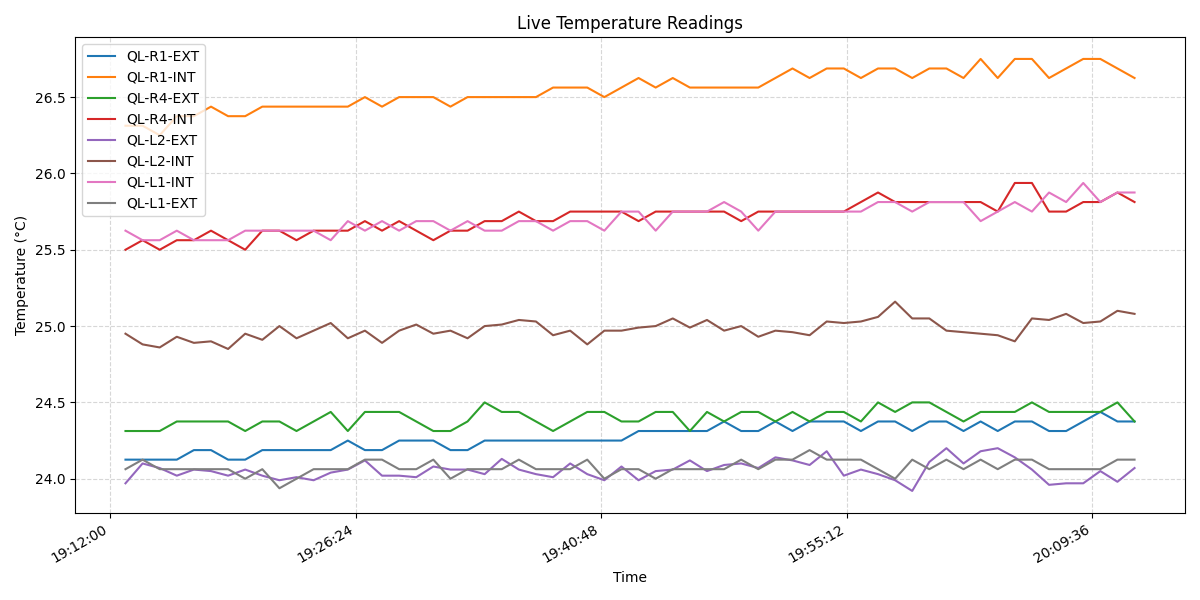 Live Temperature Readings
QL-R1-EXT
QL-R1-INT
QL-R4-EXT
QL-R4-INT
QL-L2-EXT
QL-L2-INT
QL-L1-INT
QL-L1-EXT
Temperature (°C)
26.5
26.0
25.5
25.0
24.5
24.0
19:12:00
19:26:24
19:40:48
19:55:12
20:09:36
Time